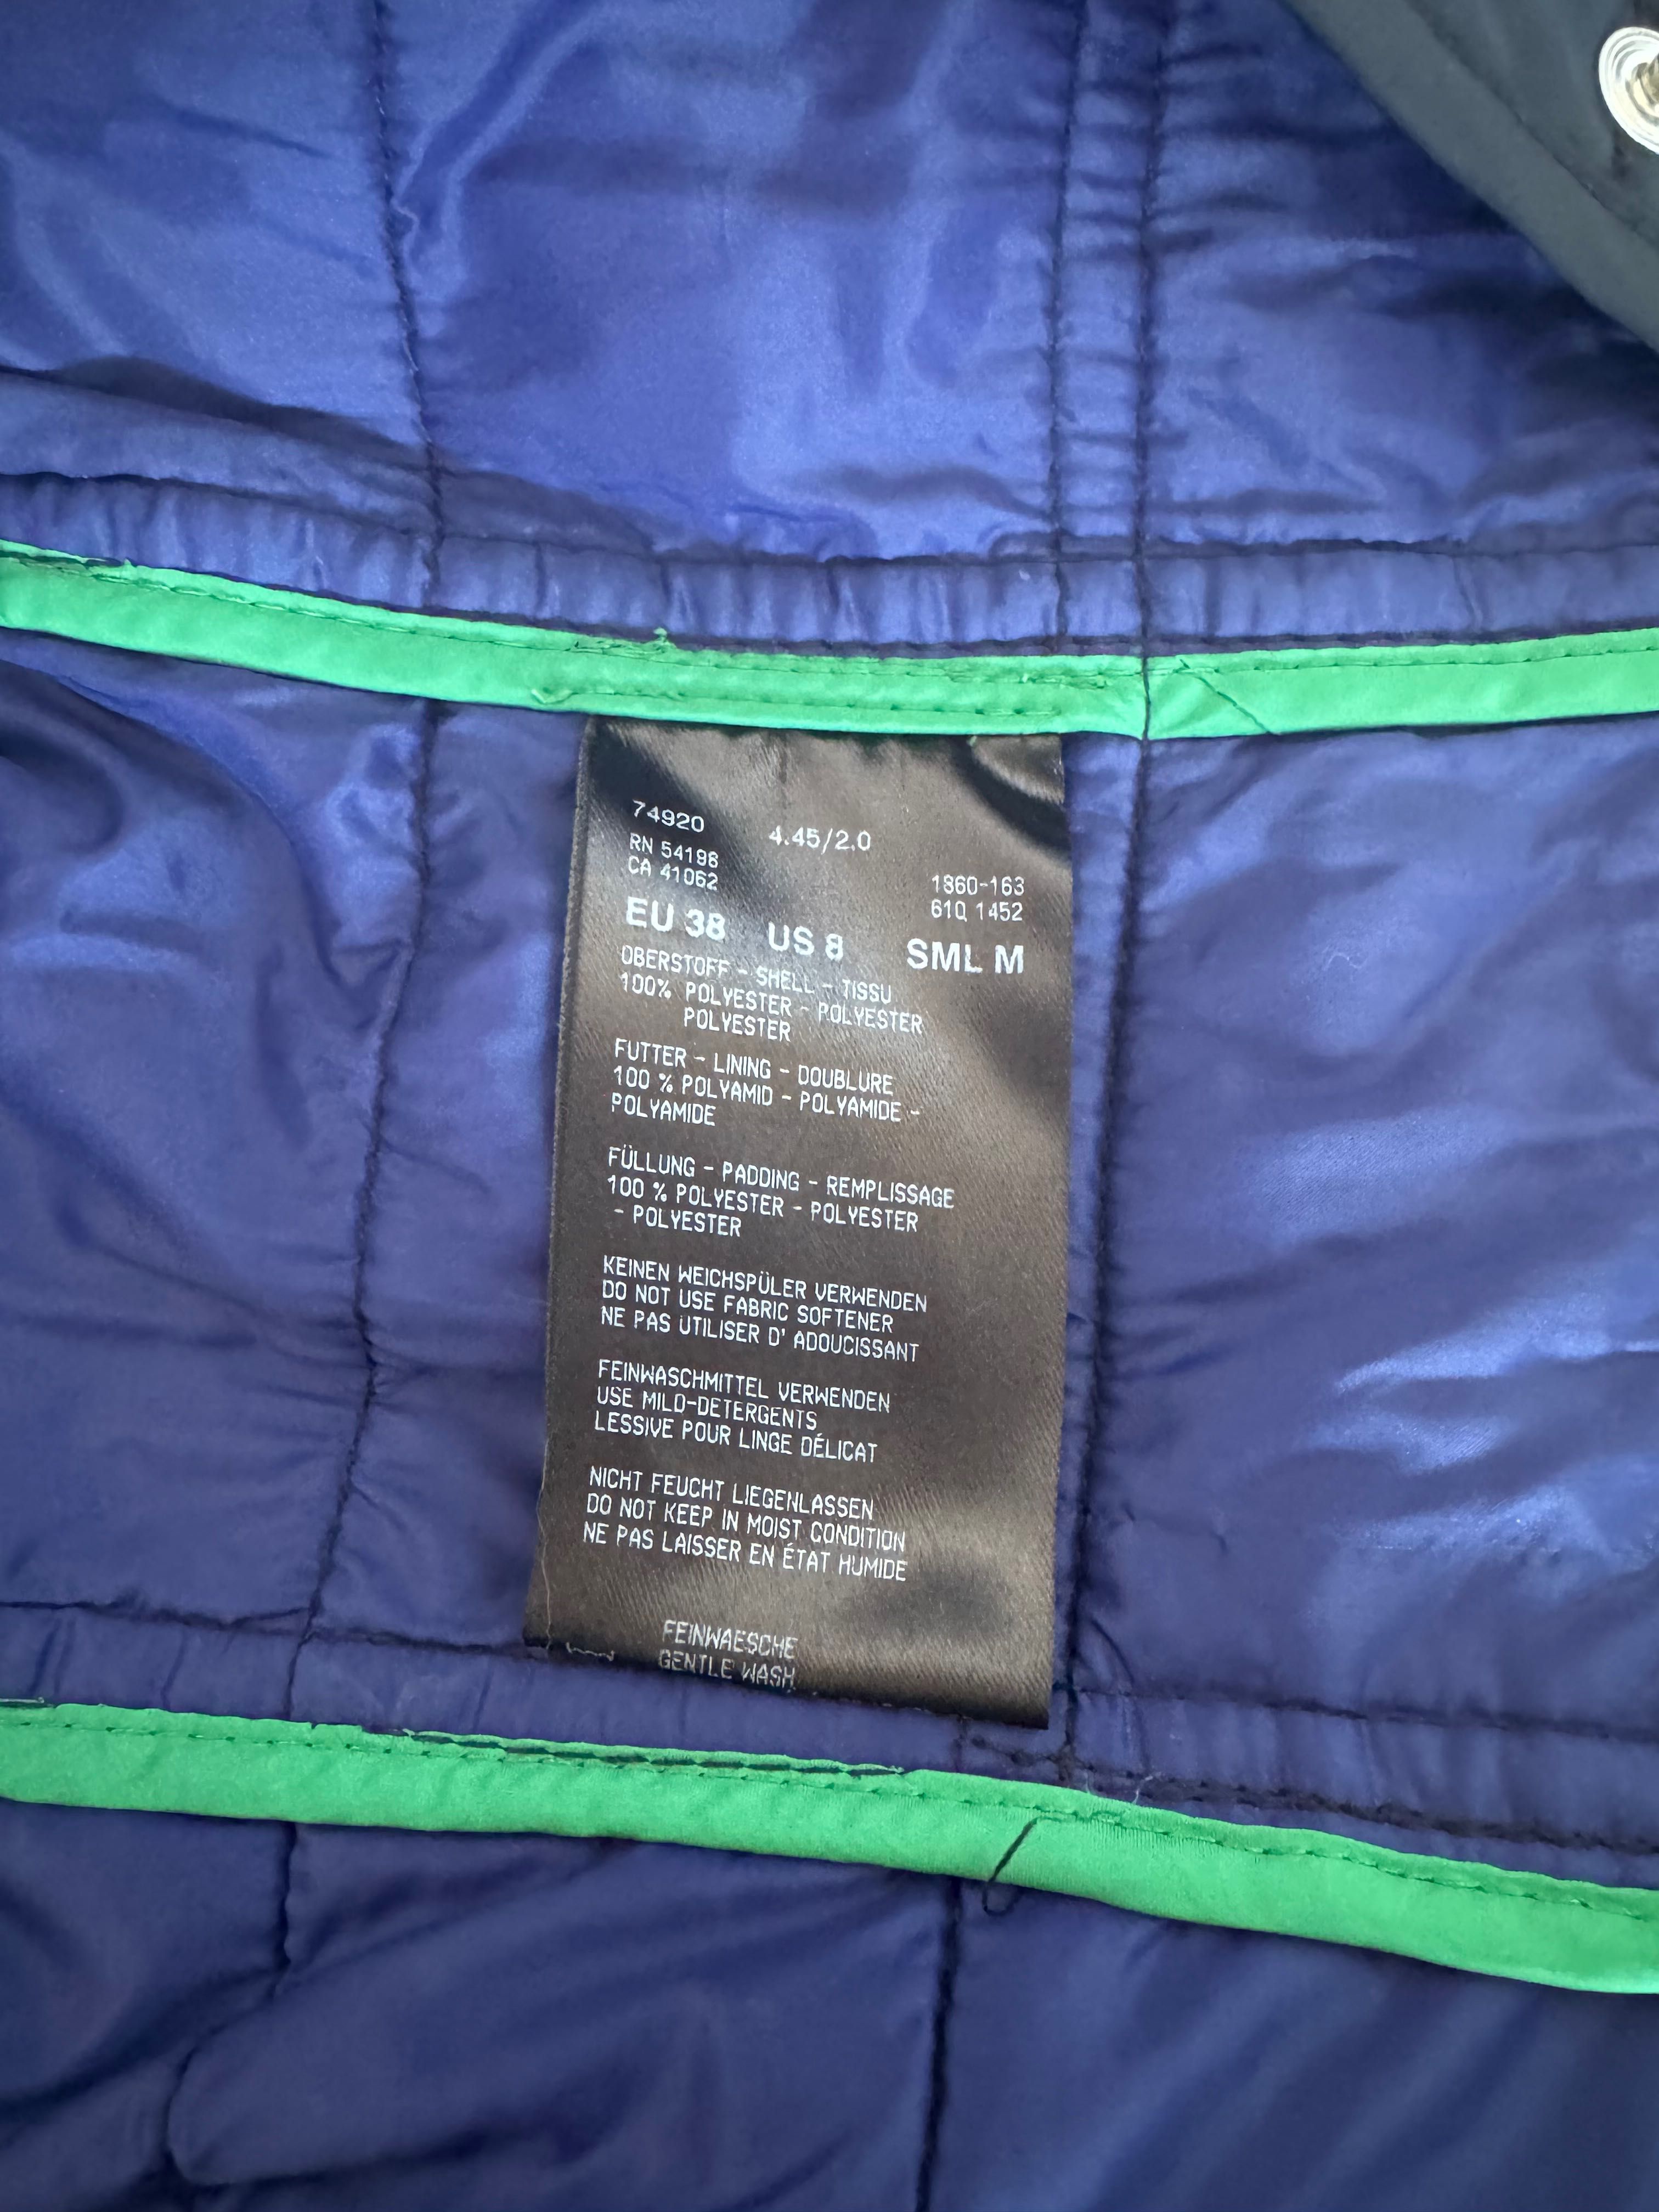 74920 4.45/2.0
RN 54198
CA 41062
1860-163
61Q 1452
EU 38 US 8 SML M
OBERSTOFF - SHELL - TISSU
100% POLYESTER - POLYESTER
POLYESTER
FUTTER - LINING - DOUBLURE
100 % POLYAMID - POLYAMIDE -
POLYAMIDE
FÜLLUNG - PADDING - REMPLISSAGE
100 % POLYESTER - POLYESTER
- POLYESTER
KEINEN WEICHSPÜLER VERWENDEN
DO NOT USE FABRIC SOFTENER
NE PAS UTILISER D' ADOUCISSANT
FEINWASCHMITTEL VERWENDEN
USE MILD-DETERGENTS
LESSIVE POUR LINGE DÉLICAT
NICHT FEUCHT LIEGENLASSEN
DO NOT KEEP IN MOIST CONDITION
NE PAS LAISSER EN ÉTAT HUMIDE
FEINWAESCHE
GENTLE WASH